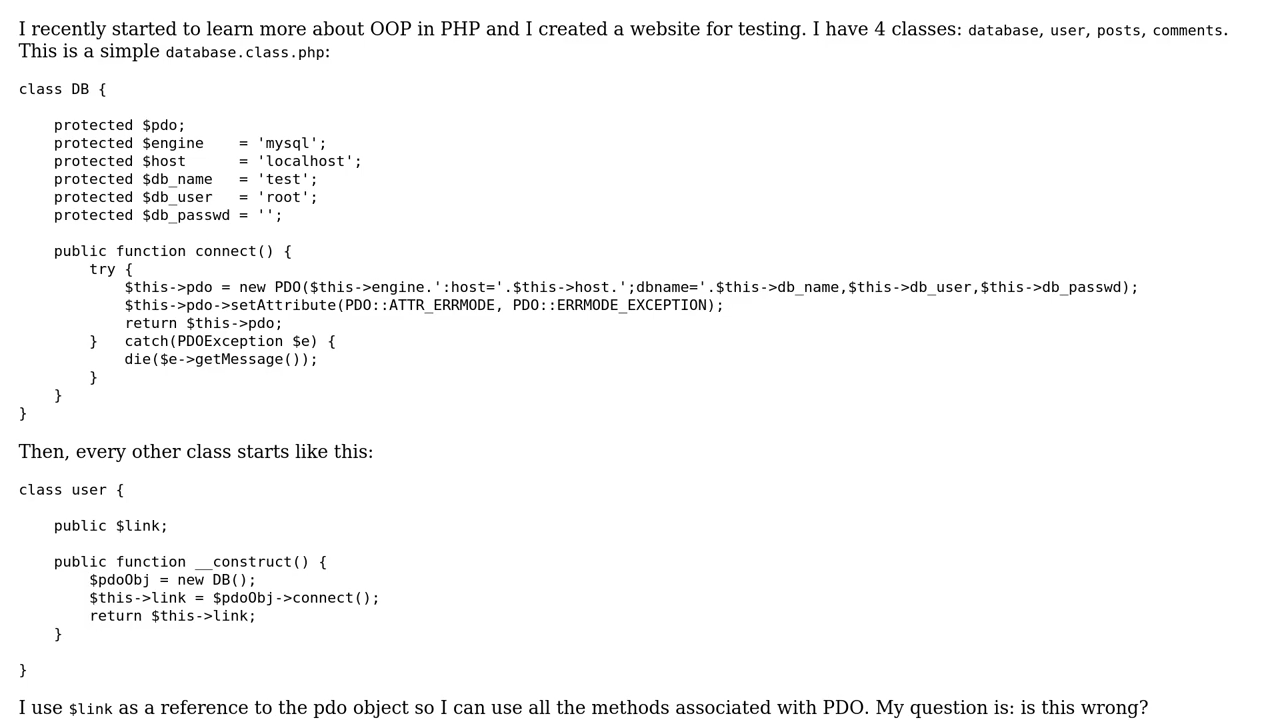 I recently started to learn more about OOP in PHP and I created a website for testing. I have 4 classes: database, user, posts, comments.
This is a simple database.class.php:
class DB {
    protected $pdo;
    protected $engine    = 'mysql';
    protected $host      = 'localhost';
    protected $db_name   = 'test';
    protected $db_user   = 'root';
    protected $db_passwd = '';
    public function connect() {
        try {
            $this->pdo = new PDO($this->engine.':host='.$this->host.';dbname='.$this->db_name,$this->db_user,$this->db_passwd);
            $this->pdo->setAttribute(PDO::ATTR_ERRMODE, PDO::ERRMODE_EXCEPTION);
            return $this->pdo;
        }   catch(PDOException $e) {
            die($e->getMessage());
        }
    }
}
Then, every other class starts like this:
class user {
    public $link;
    public function __construct() {
        $pdoObj = new DB();
        $this->link = $pdoObj->connect();
        return $this->link;
    }
}
I use $link as a reference to the pdo object so I can use all the methods associated with PDO. My question is: is this wrong?